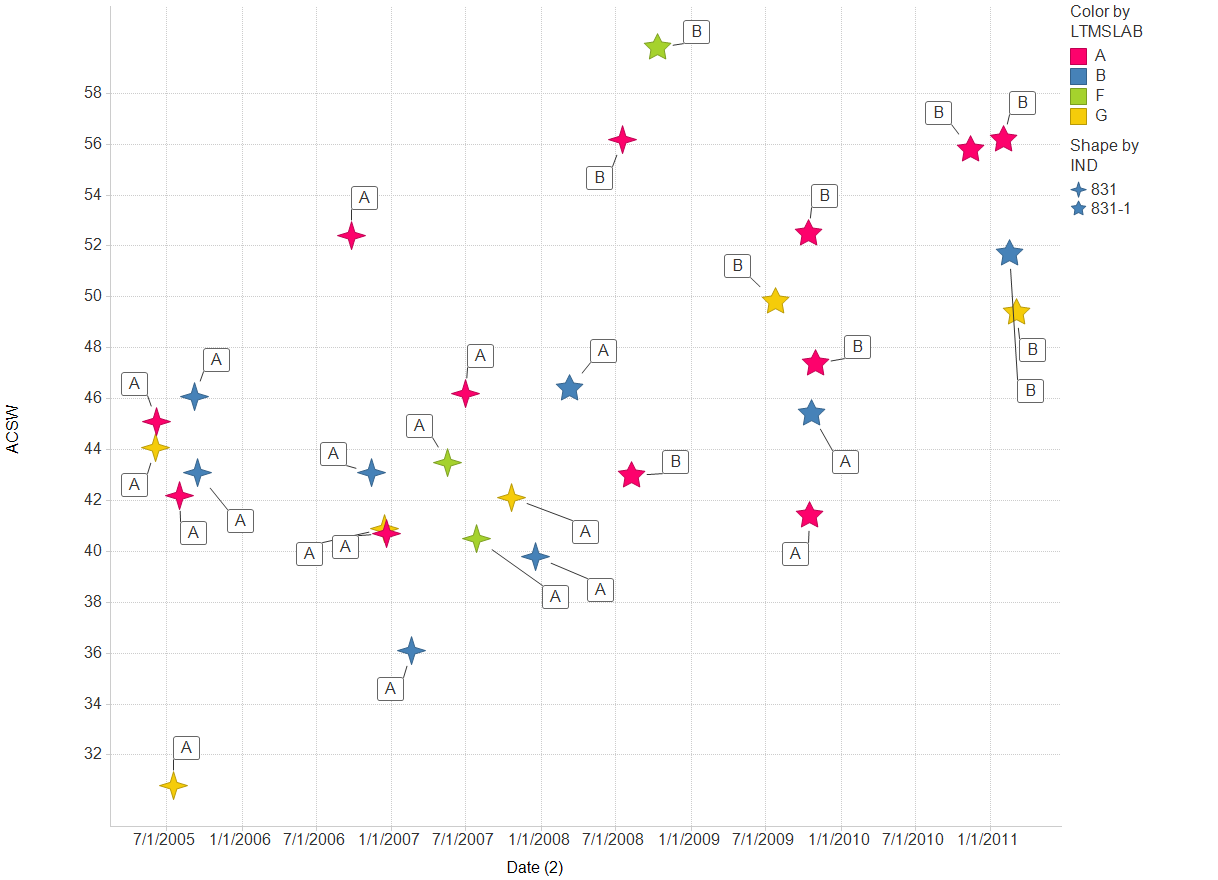 Color by
LTMSLAB
A
B
F
G
Shape by
IND
831
831-1
B
58
B
B
56
B
54
A
B
52
B
50
48
A
A
A
B
B
46
A
B
A
44
A
B
A
A
42
A
A
A
40
A
A
A
38
A
A
36
A
34
32
A
ACSW
7/1/2005
1/1/2006
7/1/2006
1/1/2007
7/1/2007
1/1/2008
7/1/2008
1/1/2009
7/1/2009
1/1/2010
7/1/2010
1/1/2011
Date (2)